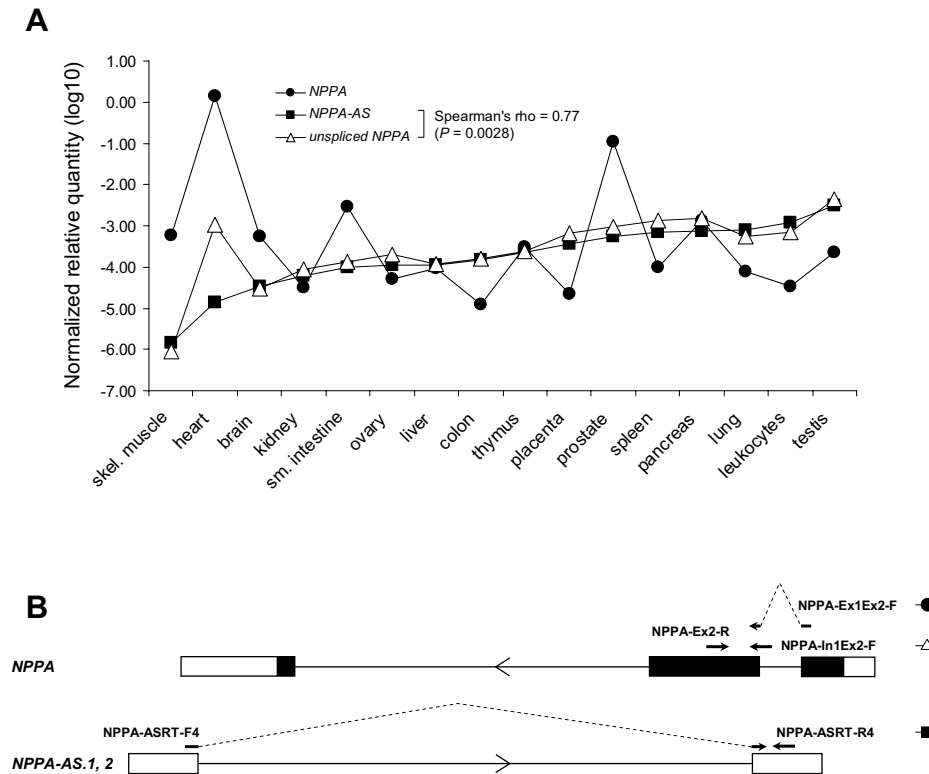 A
Normalized relative quantity (log10)
1.00
0.00
-1.00
-2.00
-3.00
-4.00
-5.00
-6.00
-7.00
NPPA
NPPA-AS
unspliced NPPA
Spearman's rho = 0.77
(P = 0.0028)
skel. muscle
heart
brain
kidney
sm. intestine
ovary
liver
colon
thymus
placenta
prostate
spleen
pancreas
lung
leukocytes
testis
B
NPPA-Ex1Ex2-F
NPPA-Ex2-R
NPPA-In1Ex2-F
NPPA
NPPA-ASRT-F4
NPPA-ASRT-R4
NPPA-AS.1, 2